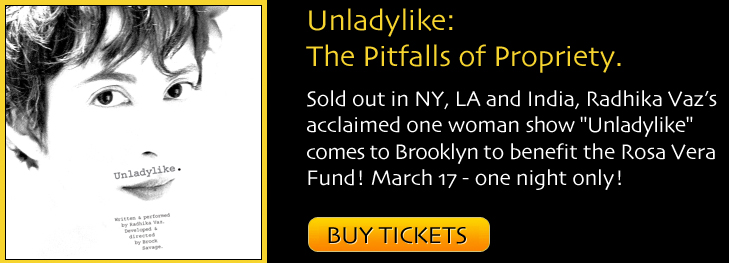 Unladylike:
The Pitfalls of Propriety.
Sold out in NY, LA and India, Radhika Vaz's
acclaimed one woman show "Unladylike"
comes to Brooklyn to benefit the Rosa Vera
Fund! March 17 - one night only!
BUY TICKETS
Unladylike.
Written & performed
by Radhika Vaz.
Developed &
directed
by Brock
Savage.